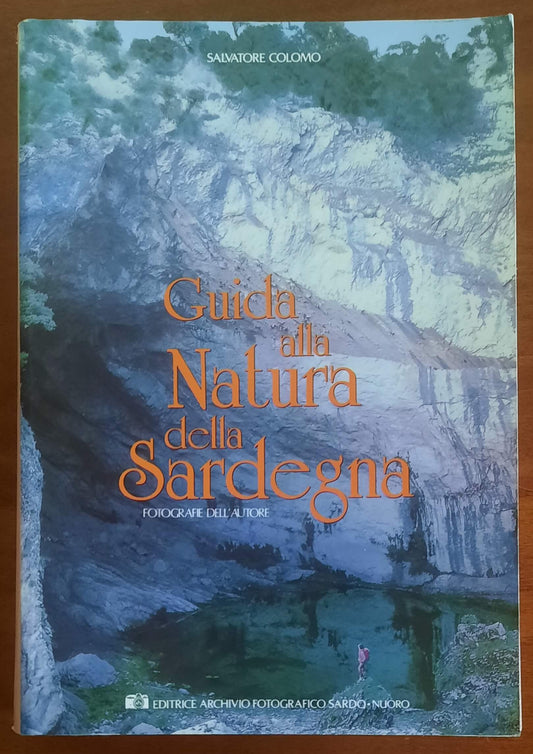 SALVATORE COLOMO
Guida
alla
Natura
della
Sardegna
FOTOGRAFIE DELL'AUTORE
EDITRICE ARCHIVIO FOTOGRAFICO SARDO • NUORO